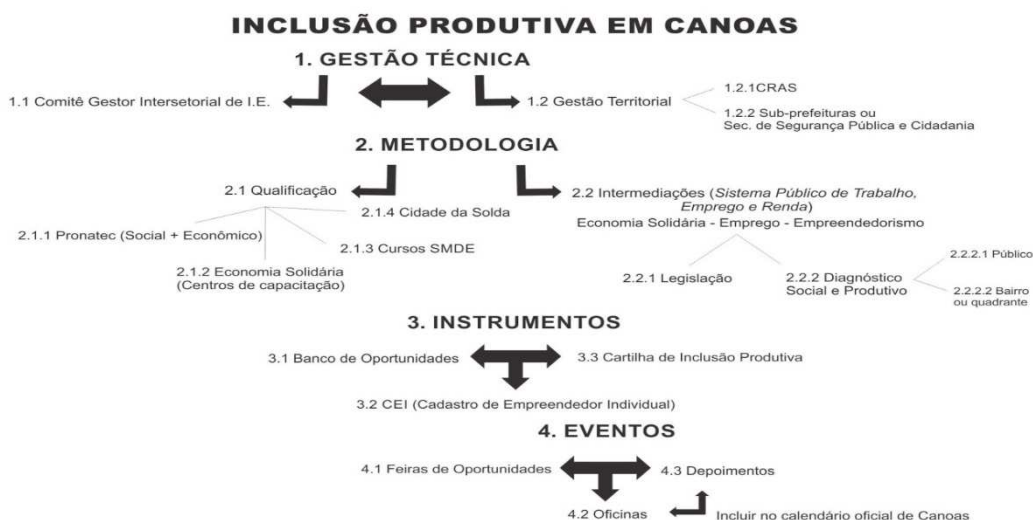 INCLUSÃO PRODUTIVA EM CANOAS
1. GESTÃO TÉCNICA
1.1 Comitê Gestor Intersetorial de I.E.
1.2 Gestão Territorial
1.2.1CRAS
1.2.2 Sub-prefeituras ou
Sec. de Segurança Pública e Cidadania
2. METODOLOGIA
2.1 Qualificação
2.1.4 Cidade da Solda
2.1.1 Pronatec (Social + Econômico)
2.1.3 Cursos SMDE
2.1.2 Economia Solidária
(Centros de capacitação)
2.2 Intermediações (Sistema Público de Trabalho,
Emprego e Renda)
Economia Solidária - Emprego - Empreendedorismo
2.2.1 Legislação
2.2.2 Diagnóstico
Social e Produtivo
2.2.2.1 Público
2.2.2.2 Bairro
ou quadrante
3. INSTRUMENTOS
3.1 Banco de Oportunidades
3.3 Cartilha de Inclusão Produtiva
3.2 CEI (Cadastro de Empreendedor Individual)
4. EVENTOS
4.1 Feiras de Oportunidades
4.3 Depoimentos
4.2 Oficinas
Incluir no calendário oficial de Canoas